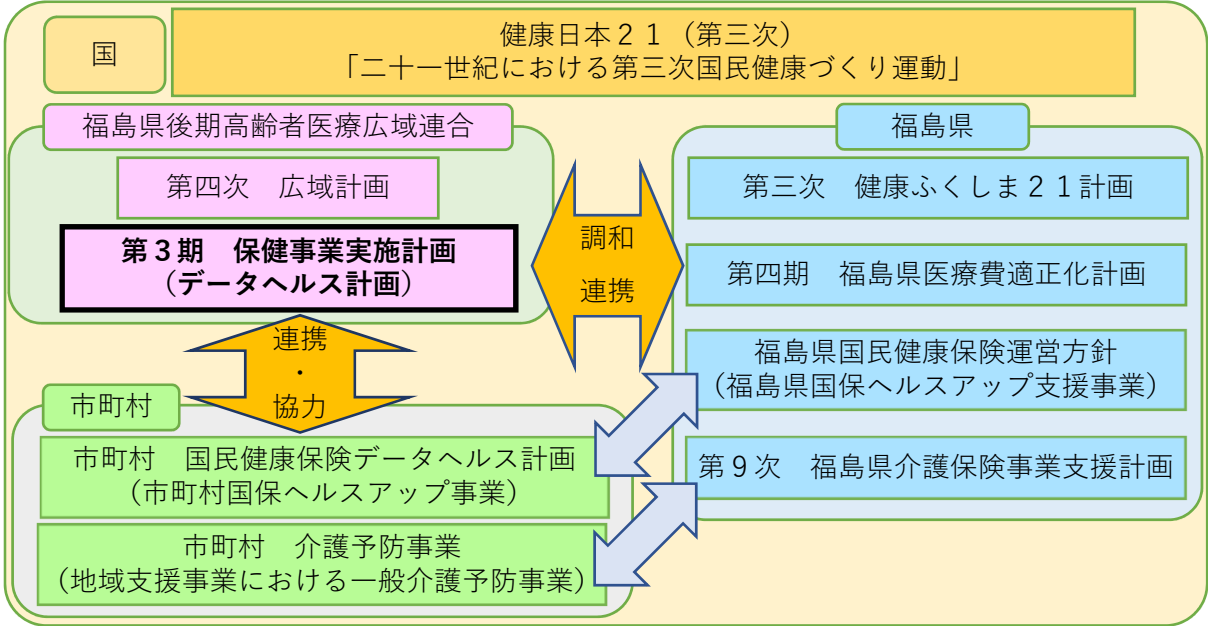 国
健康日本２１（第三次）
「二十一世紀における第三次国民健康づくり運動」
福島県後期高齢者医療広域連合
第四次　広域計画
第３期　保健事業実施計画
（データヘルス計画）
調和
連携
福島県
第三次　健康ふくしま２１計画
第四期　福島県医療費適正化計画
福島県国民健康保険運営方針
（福島県国保ヘルスアップ支援事業）
第９次　福島県介護保険事業支援計画
連携
・
協力
市町村
市町村　国民健康保険データヘルス計画
（市町村国保ヘルスアップ事業）
市町村　介護予防事業
（地域支援事業における一般介護予防事業）